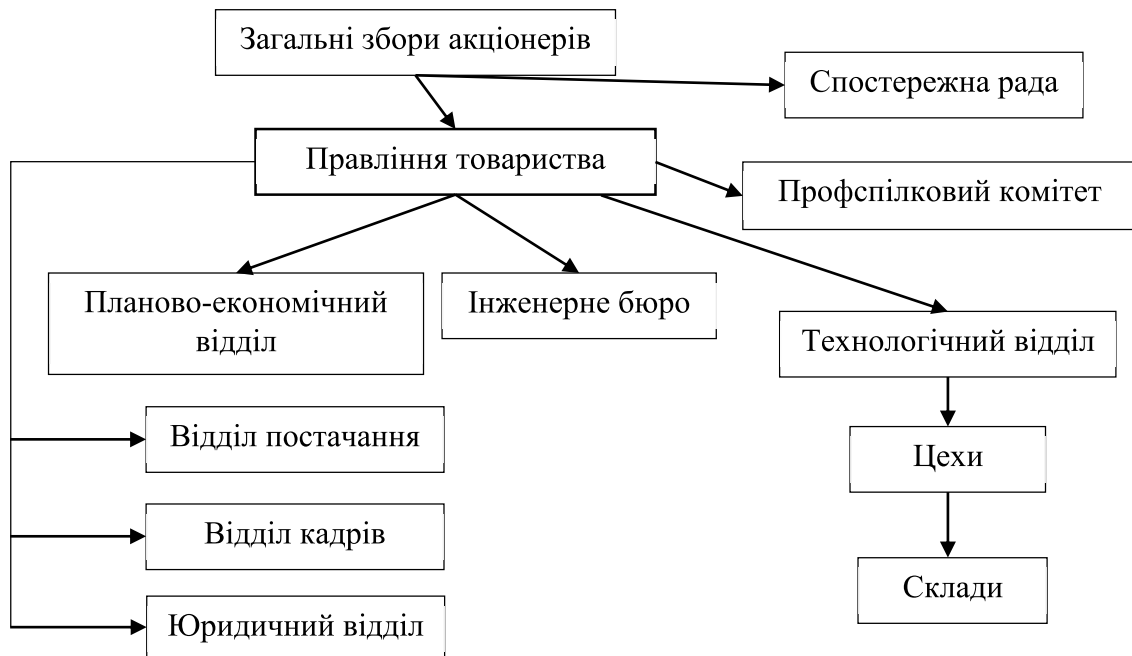 Загальні збори акціонерів
Спостережна рада
Правління товариства
Профспілковий комітет
Планово-економічний
відділ
Інженерне бюро
Технологічний відділ
Відділ постачання
Цехи
Відділ кадрів
Склади
Юридичний відділ